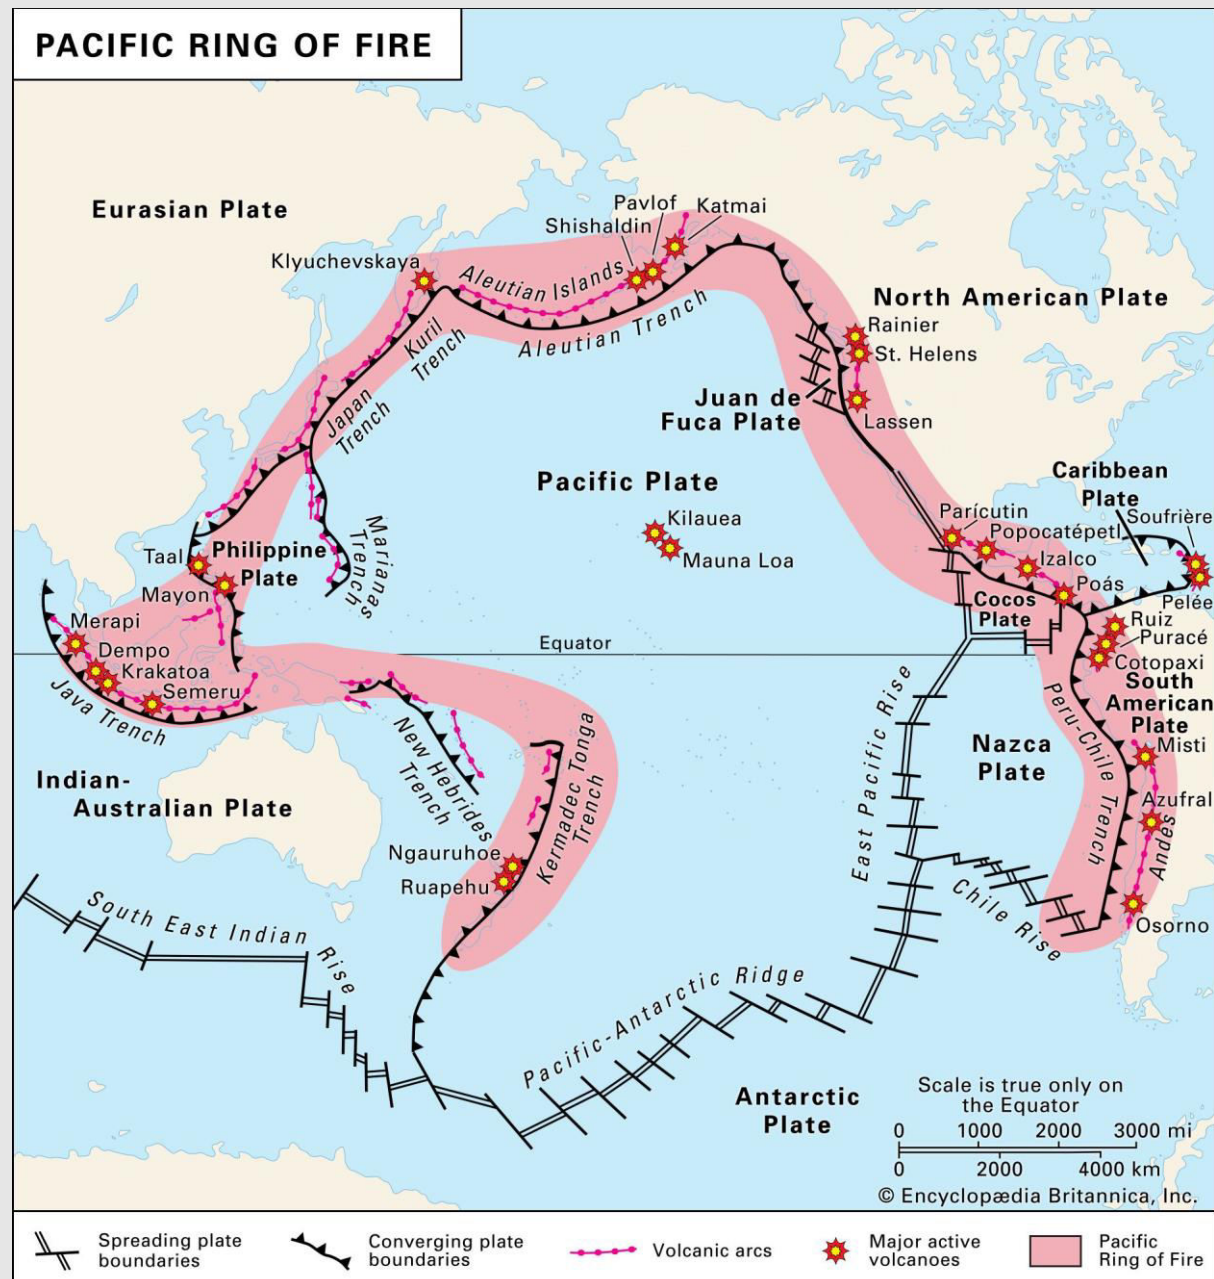 PACIFIC RING OF FIRE
Eurasian Plate
Pavlof
Katmai
Shishaldin
Klyuchevskaya
Aleutian Islands
Aleutian Trench
Kuril
Trench
Japan
Trench
North American Plate
Rainier
St. Helens
Juan de
Fuca Plate
Lassen
Pacific Plate
Kilauea
Mauna Loa
Caribbean
Plate
Soufrière
Parícutin
Popocatépetl
Izalco
Poás
Pelée
Cocos
Plate
Ruiz
Puracé
Cotopaxi
South
American
Plate
Marianas
Trench
Taal
Philippine
Plate
Mayon
Merapi
Dempo
Krakatoa
Semeru
Java Trench
Equator
Indian-
Australian Plate
New Hebrides
Trench
Kermadec Tonga
Trench
Ngauruhoe
Ruapehu
East Pacific Rise
Nazca
Plate
Peru-Chile
Trench
Misti
Azufral
Andes
Osorno
Chile Rise
South East Indian
Rise
Pacific-Antarctic Ridge
Antarctic
Plate
Scale is true only on
the Equator
0 1000 2000 3000 mi
0 2000 4000 km
© Encyclopædia Britannica, Inc.
Spreading plate
boundaries
Converging plate
boundaries
Volcanic arcs
Major active
volcanoes
Pacific
Ring of Fire